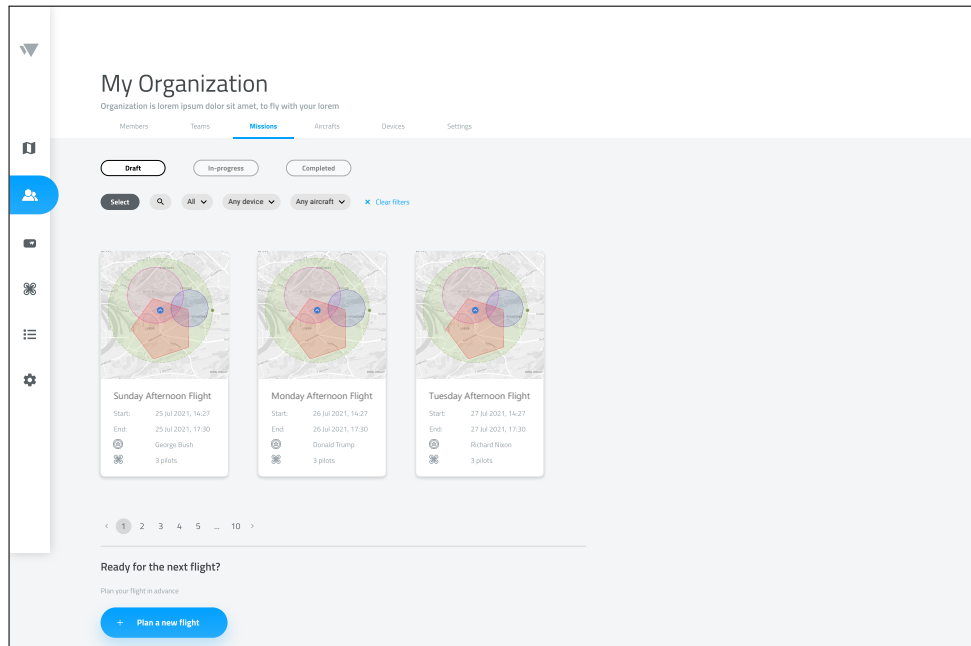 My Organization
Organization is lorem ipsum dolor sit amet, to fly with your lorem
Members Teams Missions Aircrafts Devices Settings
Draft In-progress Completed
Select All Any device Any aircraft × Clear filters
Sunday Afternoon Flight
Start: 25 Jul 2021, 14:27
End: 25 Jul 2021, 17:30
George Bush
3 pilots
Monday Afternoon Flight
Start: 26 Jul 2021, 14:27
End: 26 Jul 2021, 17:30
Donald Trump
3 pilots
Tuesday Afternoon Flight
Start: 27 Jul 2021, 14:27
End: 27 Jul 2021, 17:30
Richard Nixon
3 pilots
< 1 2 3 4 5 ... 10 >
Ready for the next flight?
Plan your flight in advance
+ Plan a new flight